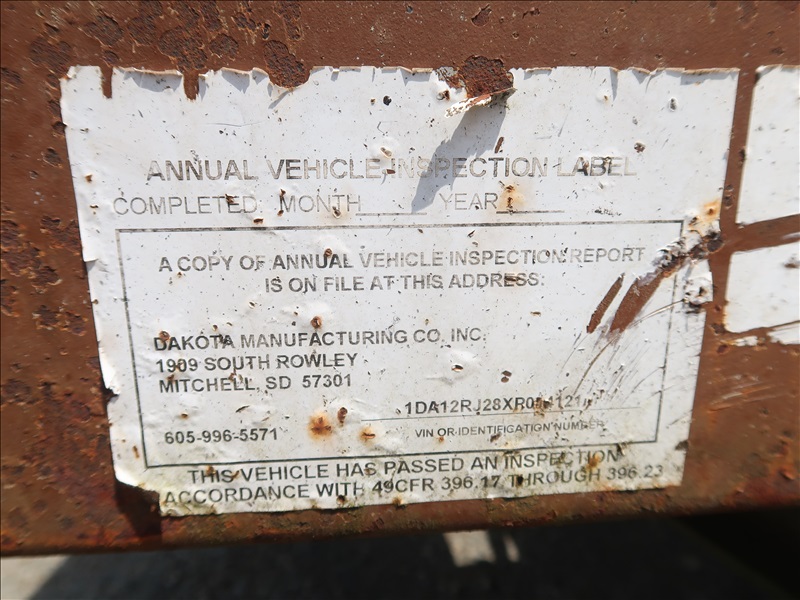 ANNUAL VEHICLE INSPECTION LABEL
COMPLETED: MONTH YEAR
A COPY OF ANNUAL VEHICLE INSPECTION REPORT
IS ON FILE AT THIS ADDRESS:
DAKOTA MANUFACTURING CO. INC.
1909 SOUTH ROWLEY
MITCHELL, SD 57301
605-996-5571
VIN OR IDENTIFICATION NUMBER
THIS VEHICLE HAS PASSED AN INSPECTION
ACCORDANCE WITH 49CFR 396.17 THROUGH 396.23